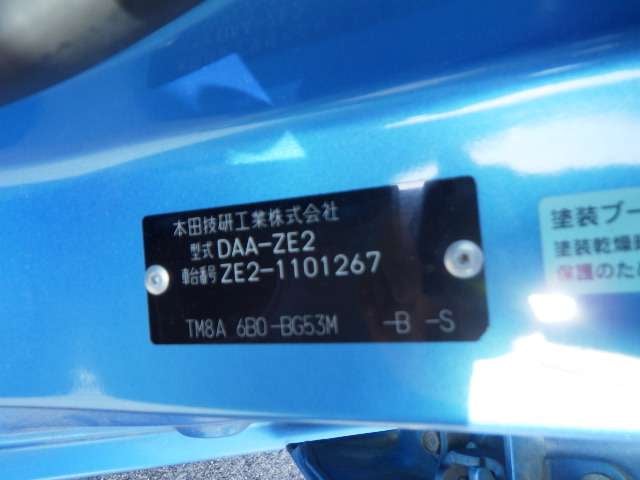 本田技研工業株式会社
型式 DAA-ZE2
車台番号 ZE2-1101267
TM8A 6B0-BG53M -B -S
塗装ブー
塗装乾燥
保護のため